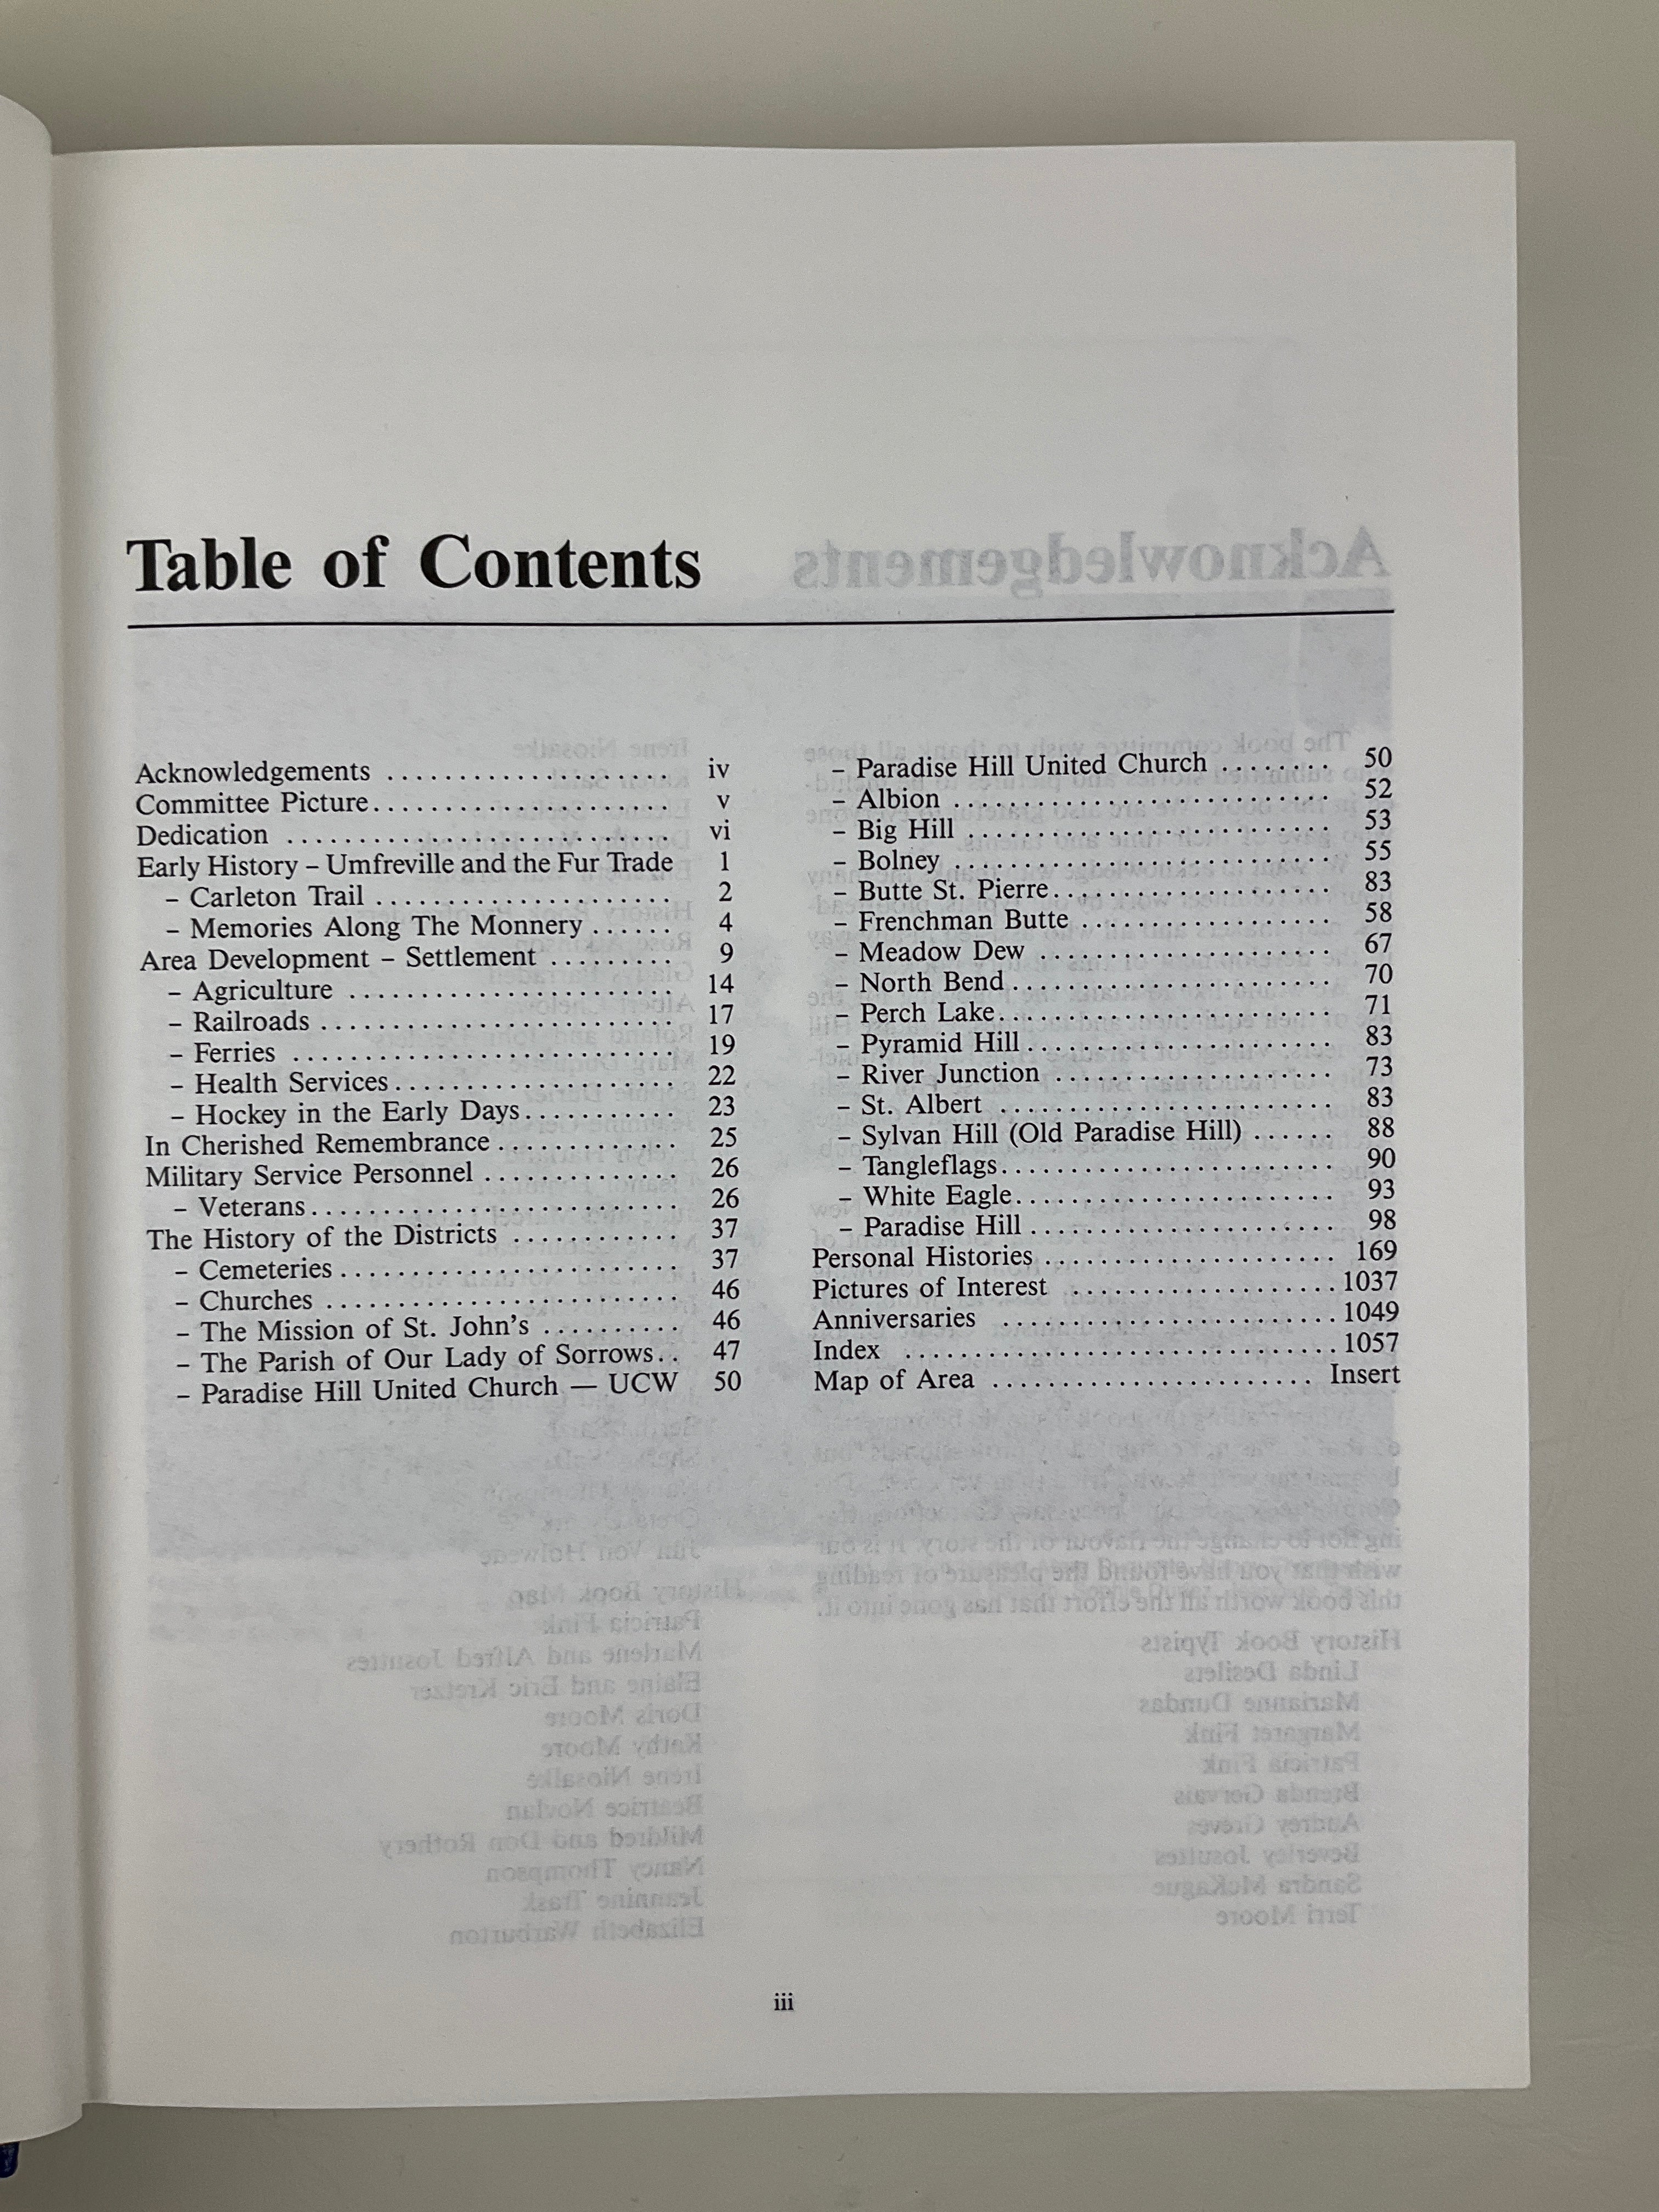 Table of Contents
Acknowledgements .................... iv
Committee Picture..................... v
Dedication ........................... vi
Early History – Umfreville and the Fur Trade 1
– Carleton Trail ..................... 2
– Memories Along The Monnery ...... 4
Area Development – Settlement ......... 9
– Agriculture ....................... 14
– Railroads ......................... 17
– Ferries ........................... 19
– Health Services.................... 22
– Hockey in the Early Days........... 23
In Cherished Remembrance ............. 25
Military Service Personnel .............. 26
– Veterans.......................... 26
The History of the Districts ............ 37
– Cemeteries........................ 37
– Churches ......................... 46
– The Mission of St. John's .......... 46
– The Parish of Our Lady of Sorrows.. 47
– Paradise Hill United Church — UCW 50
– Paradise Hill United Church ........ 50
– Albion ........................... 52
– Big Hill .......................... 53
– Bolney ........................... 55
– Butte St. Pierre.................... 83
– Frenchman Butte .................. 58
– Meadow Dew ..................... 67
– North Bend....................... 70
– Perch Lake........................ 71
– Pyramid Hill...................... 83
– River Junction .................... 73
– St. Albert ........................ 83
– Sylvan Hill (Old Paradise Hill) ...... 88
– Tangleflags........................ 90
– White Eagle....................... 93
– Paradise Hill...................... 98
Personal Histories ..................... 169
Pictures of Interest ................... 1037
Anniversaries ........................ 1049
Index ............................... 1057
Map of Area ....................... Insert
iii